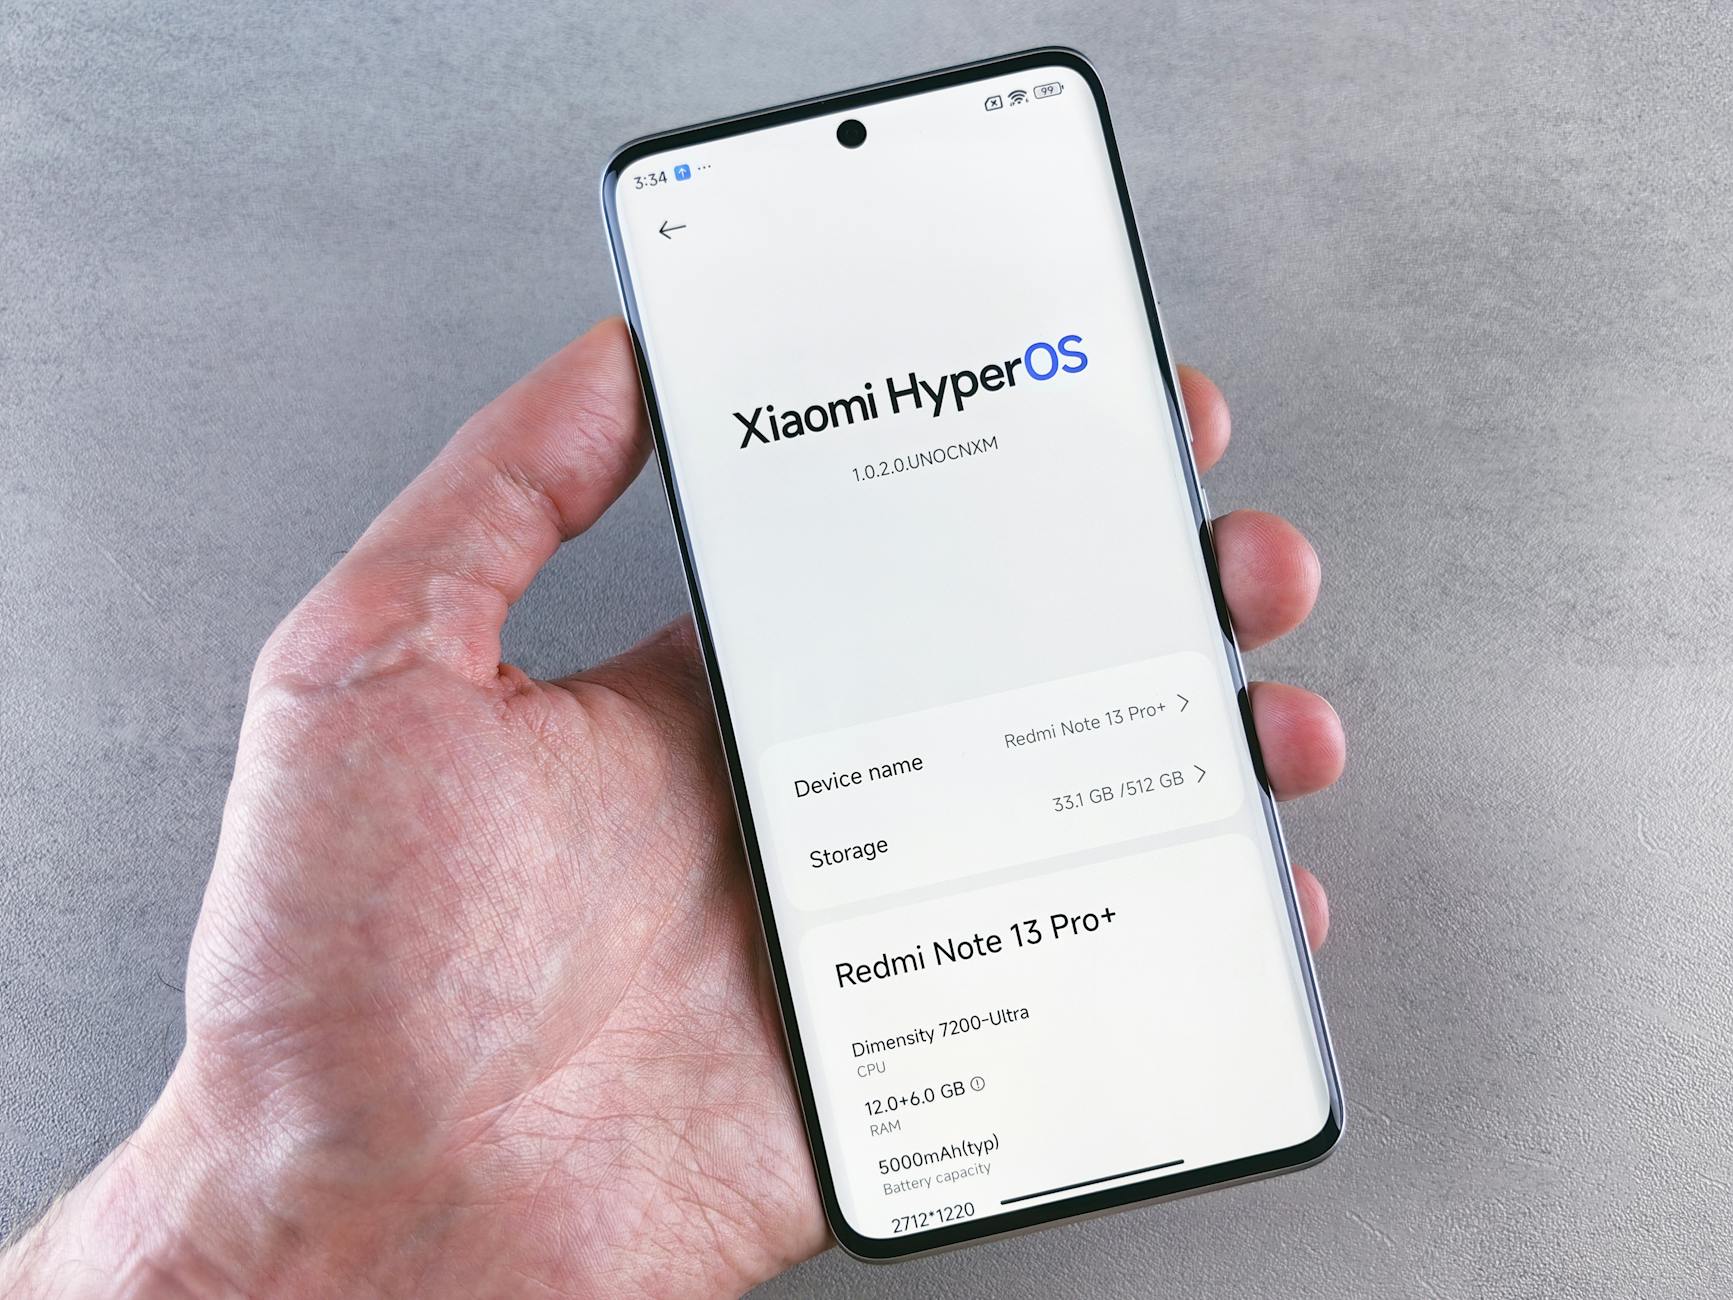 3:34 ... 99
Xiaomi HyperOS
1.0.2.0.UNOCNXM
Device name Redmi Note 13 Pro+
Storage 33.1 GB /512 GB
Redmi Note 13 Pro+
Dimensity 7200-Ultra
CPU
12.0+6.0 GB
RAM
5000mAh(typ)
Battery capacity
2712*1220